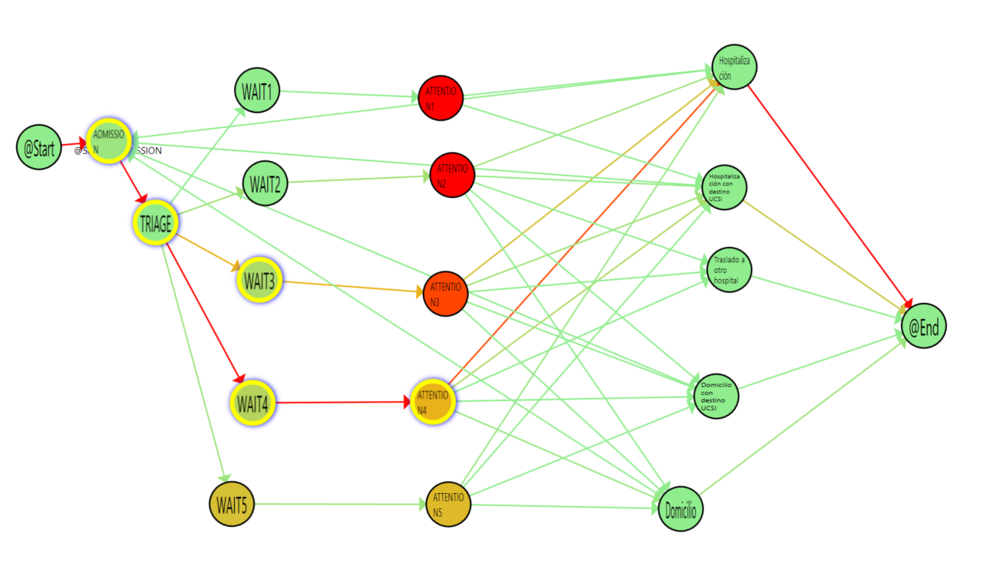 @Start
ADMISSIO
N
@S
SSION
TRIAGE
WAIT1
WAIT2
WAIT3
WAIT4
WAIT5
ATTENTIO
N1
ATTENTIO
N2
ATTENTIO
N3
ATTENTIO
N4
ATTENTIO
N5
Hospitaliza
ción
Hospitaliza
ción con
destino
UCSI
Traslado a
otro
hospital
Domicilio
con
destino
UCSI
Domicilio
@End